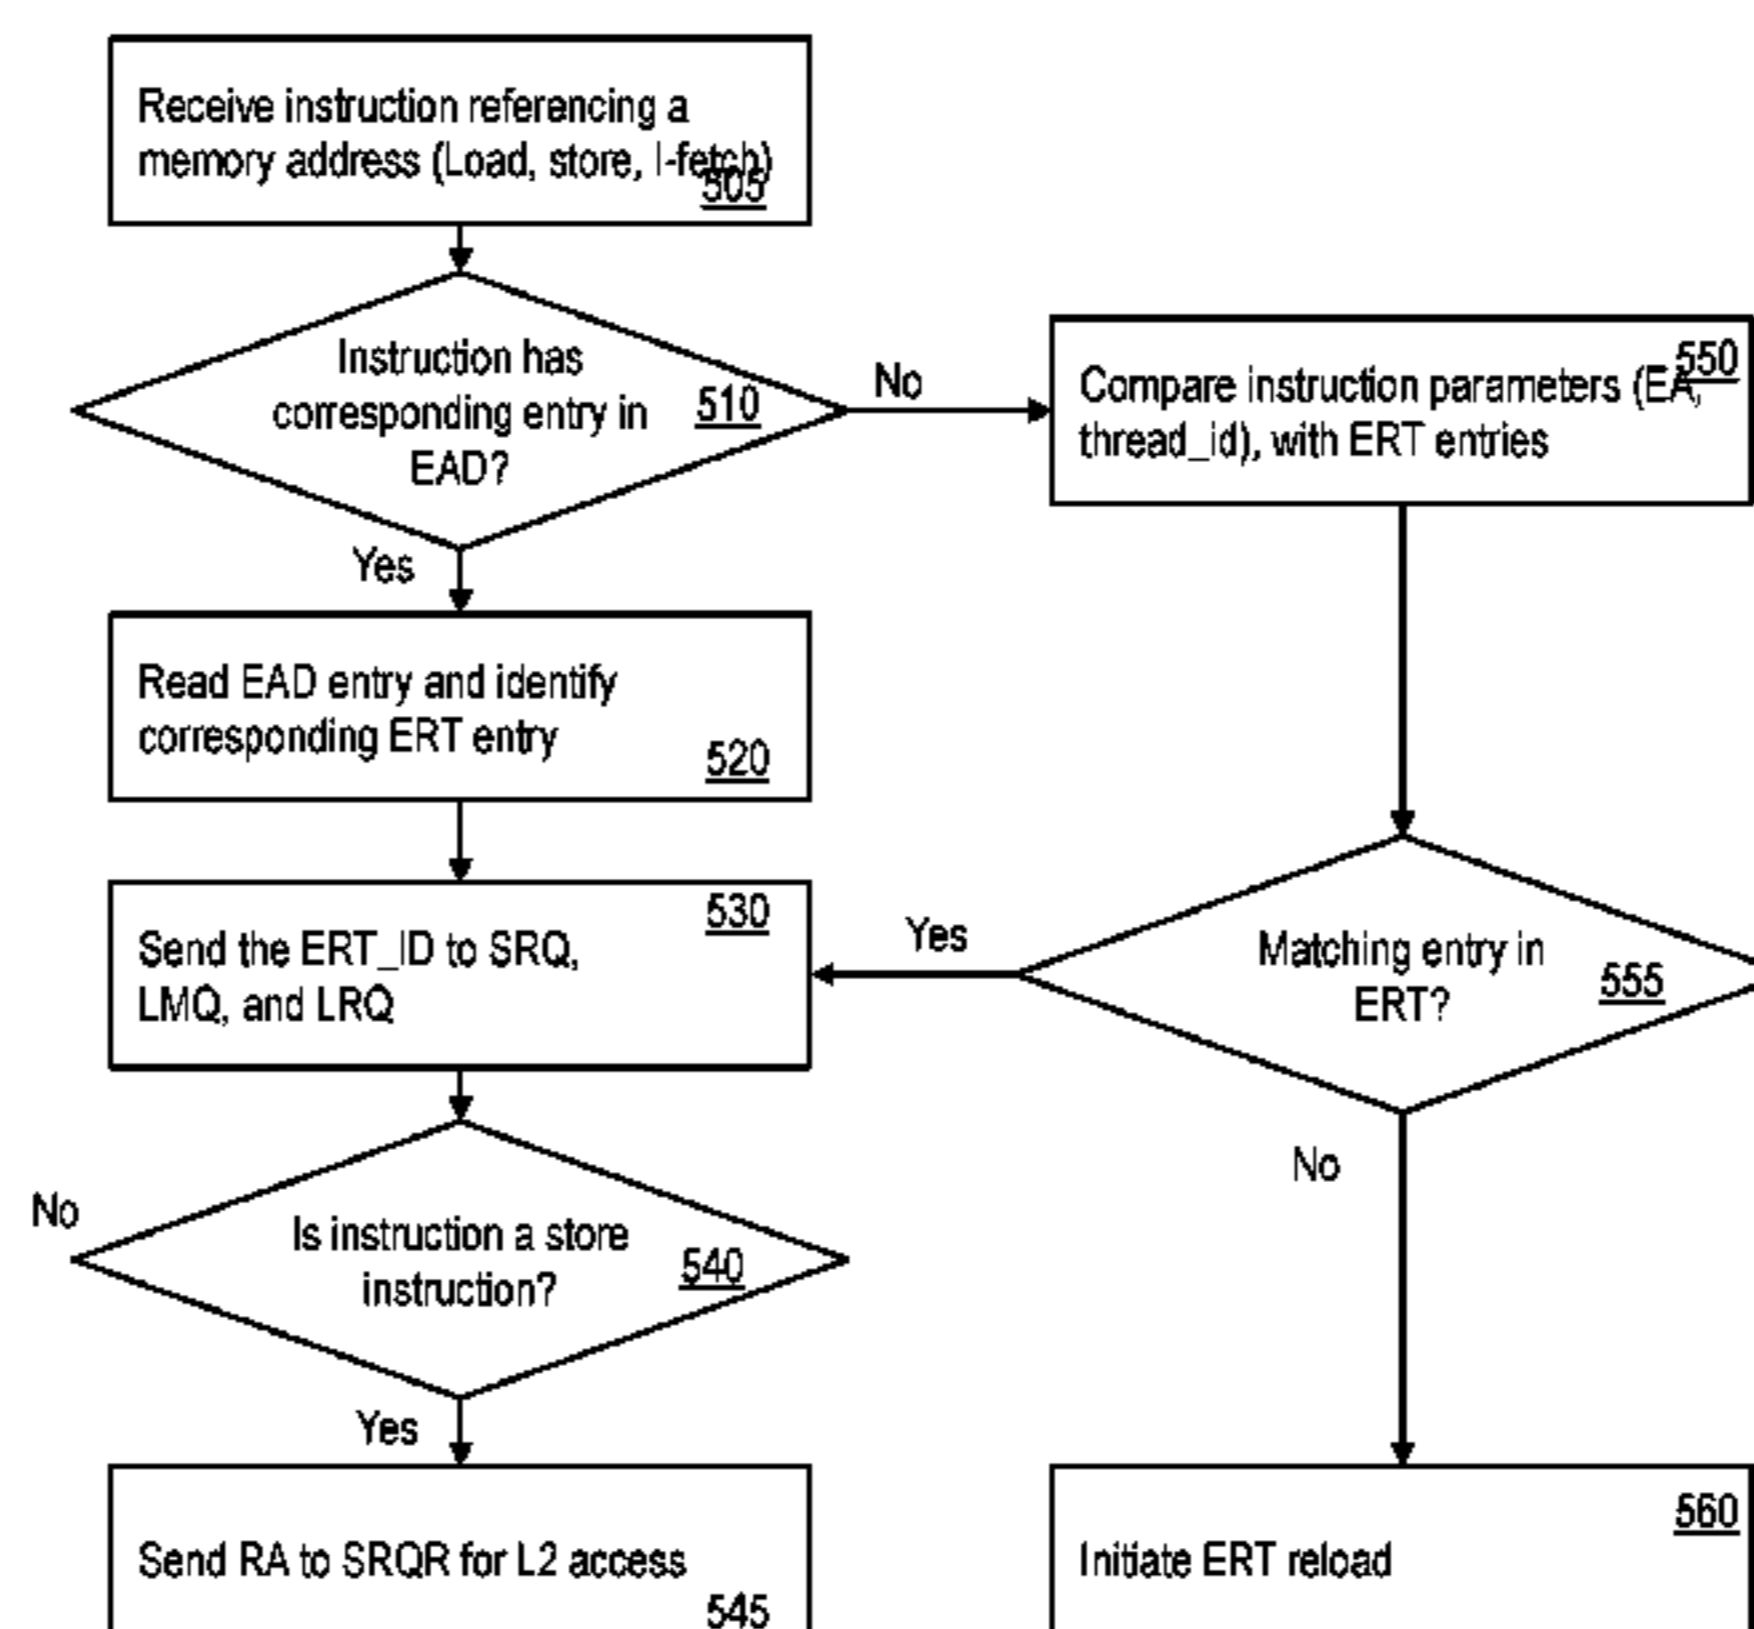 Receive instruction referencing a
memory address (Load, store, I-fetch)
505
Instruction has
corresponding entry in
EAD?
510
No
Compare instruction parameters (EA,
thread_id), with ERT entries
550
Yes
Read EAD entry and identify
corresponding ERT entry
520
Send the ERT_ID to SRQ,
LMQ, and LRQ
530
Yes
Matching entry in
ERT?
555
No
No
Is instruction a store
instruction?
540
Yes
Send RA to SRQR for L2 access
545
Initiate ERT reload
560